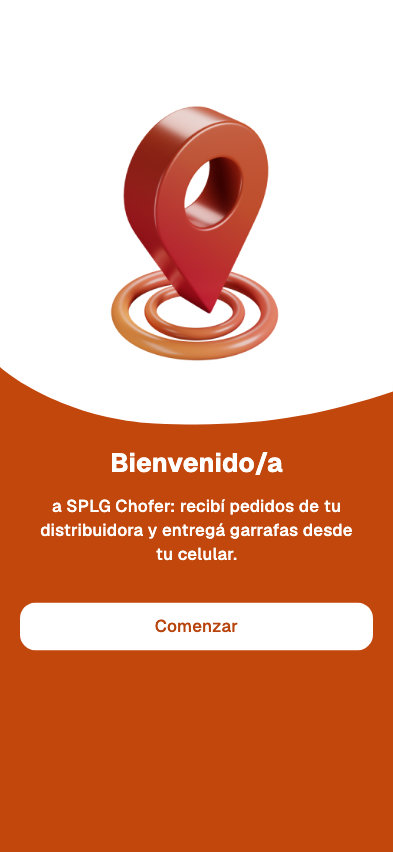 Bienvenido/a
a SPLG Chofer: recibí pedidos de tu
distribuidora y entregá garrafas desde
tu celular.
Comenzar